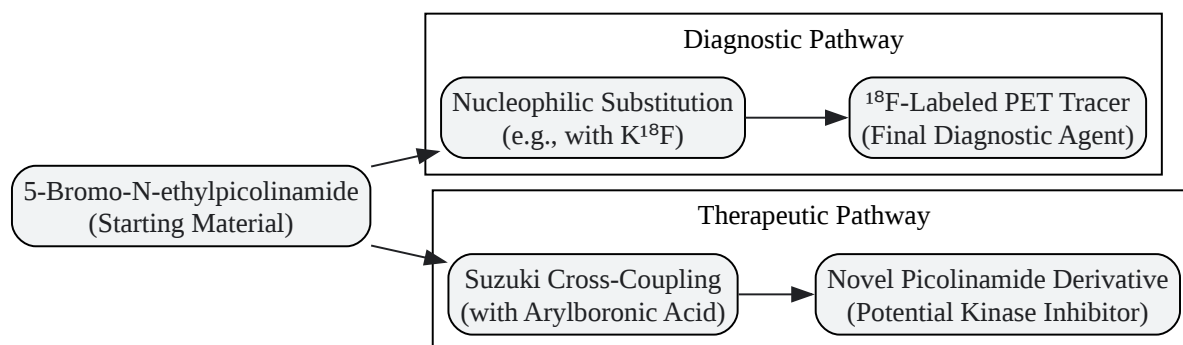 Diagnostic Pathway
Nucleophilic Substitution
(e.g., with K¹⁸F)
¹⁸F-Labeled PET Tracer
(Final Diagnostic Agent)
5-Bromo-N-ethylpicolinamide
(Starting Material)
Therapeutic Pathway
Suzuki Cross-Coupling
(with Arylboronic Acid)
Novel Picolinamide Derivative
(Potential Kinase Inhibitor)